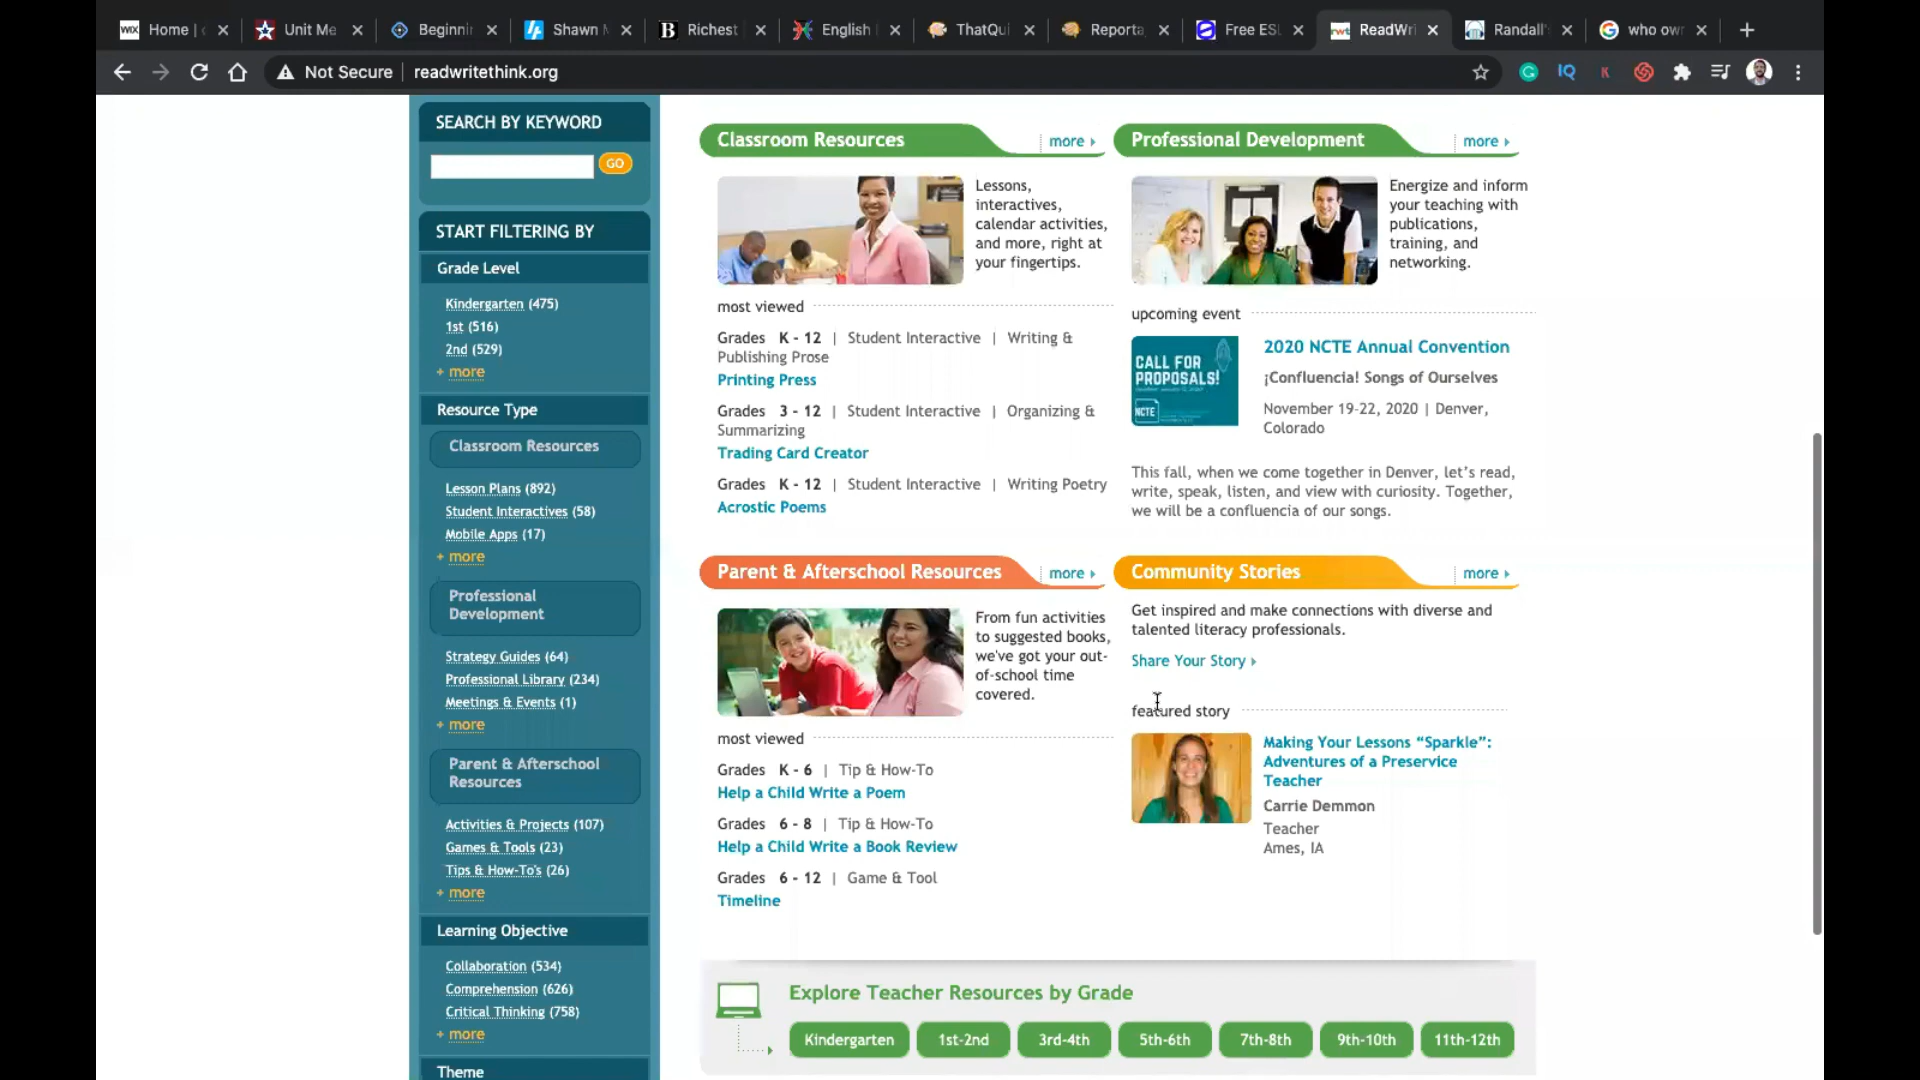 WIX Home | c
Unit Me
Beginnin
Shawn M
B Richest
English
ThatQui
Reporta
Free ESL
rwt ReadWri
Randall'
who own
Not Secure | readwritethink.org
IQ
K
SEARCH BY KEYWORD
GO
START FILTERING BY
Grade Level
Kindergarten (475)
1st (516)
2nd (529)
+ more
Resource Type
Classroom Resources
Lesson Plans (892)
Student Interactives (58)
Mobile Apps (17)
+ more
Professional
Development
Strategy Guides (64)
Professional Library (234)
Meetings & Events (1)
+ more
Parent & Afterschool
Resources
Activities & Projects (107)
Games & Tools (23)
Tips & How-To's (26)
+ more
Learning Objective
Collaboration (534)
Comprehension (626)
Critical Thinking (758)
+ more
Theme
Classroom Resources
more
Lessons,
interactives,
calendar activities,
and more, right at
your fingertips.
most viewed
Grades K - 12 | Student Interactive | Writing &
Publishing Prose
Printing Press
Grades 3 - 12 | Student Interactive | Organizing &
Summarizing
Trading Card Creator
Grades K - 12 | Student Interactive | Writing Poetry
Acrostic Poems
Professional Development
more
Energize and inform
your teaching with
publications,
training, and
networking.
upcoming event
CALL FOR
PROPOSALS!
NCTE
2020 NCTE Annual Convention
¡Confluencia! Songs of Ourselves
November 19-22, 2020 | Denver,
Colorado
This fall, when we come together in Denver, let's read,
write, speak, listen, and view with curiosity. Together,
we will be a confluencia of our songs.
Parent & Afterschool Resources
more
From fun activities
to suggested books,
we've got your out-
of-school time
covered.
most viewed
Grades K - 6 | Tip & How-To
Help a Child Write a Poem
Grades 6 - 8 | Tip & How-To
Help a Child Write a Book Review
Grades 6 - 12 | Game & Tool
Timeline
Community Stories
more
Get inspired and make connections with diverse and
talented literacy professionals.
Share Your Story
featured story
Making Your Lessons “Sparkle”:
Adventures of a Preservice
Teacher
Carrie Demmon
Teacher
Ames, IA
Explore Teacher Resources by Grade
Kindergarten
1st-2nd
3rd-4th
5th-6th
7th-8th
9th-10th
11th-12th